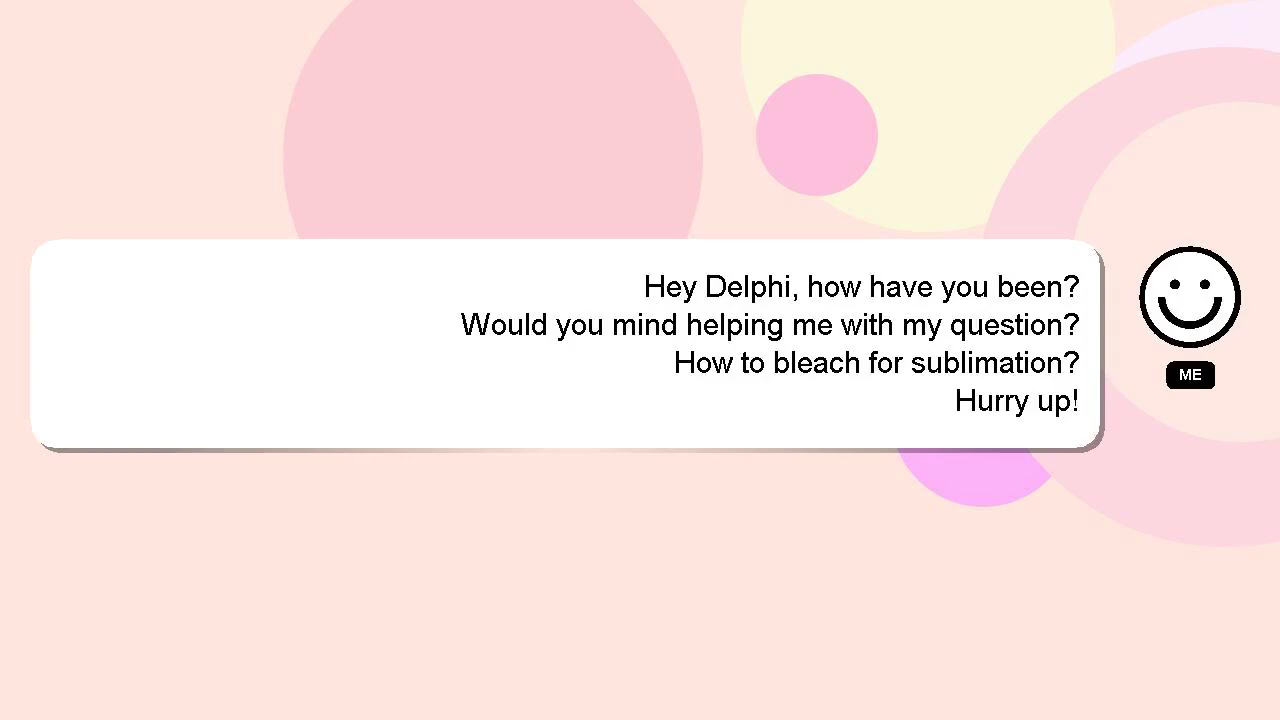 Hey Delphi, how have you been?
Would you mind helping me with my question?
How to bleach for sublimation?
Hurry up!
ME